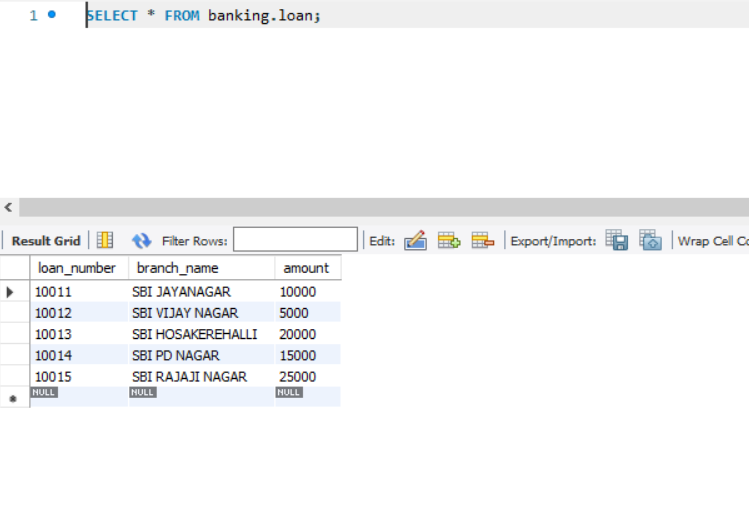 1 SELECT * FROM banking.loan;
Result Grid Filter Rows: Edit: Export/Import: Wrap Cell Co
loan_number branch_name amount
10011 SBI JAYANAGAR 10000
10012 SBI VIJAY NAGAR 5000
10013 SBI HOSAKEREHALLI 20000
10014 SBI PD NAGAR 15000
10015 SBI RAJAJI NAGAR 25000
NULL NULL NULL